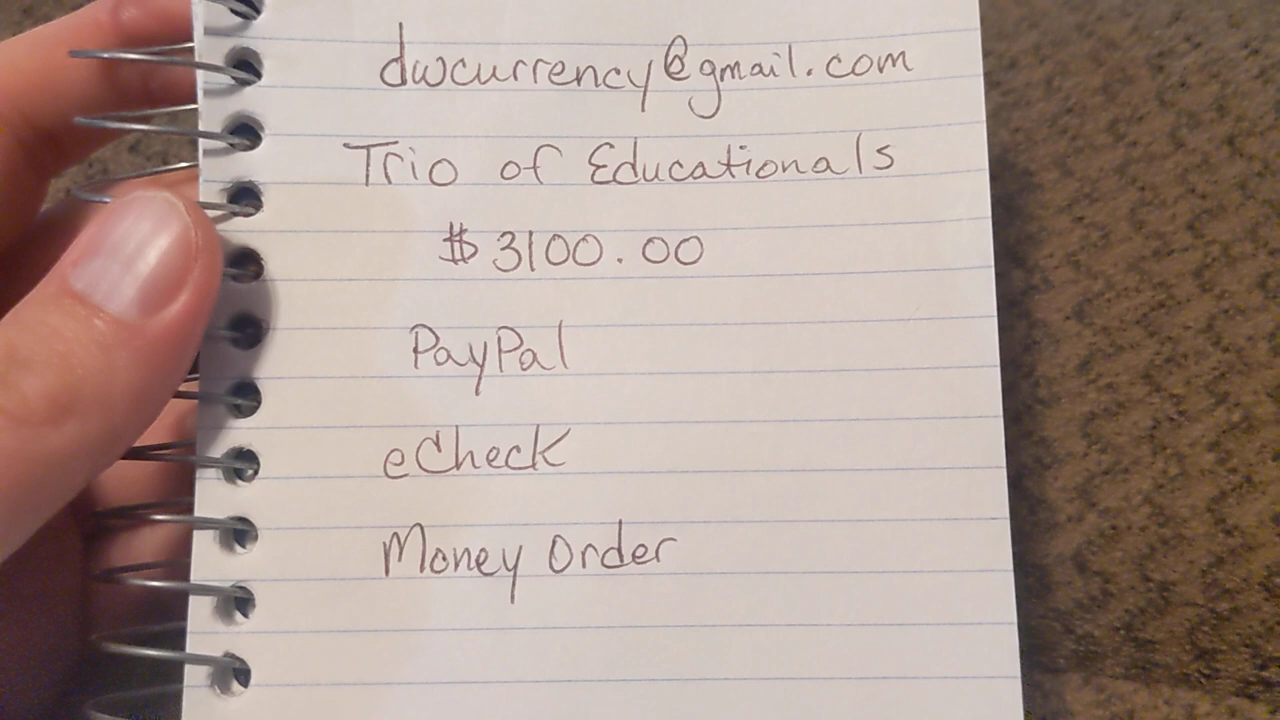 dwcurrency@gmail.com
Trio of Educationals
$3100.00
PayPal
eCheck
Money Order